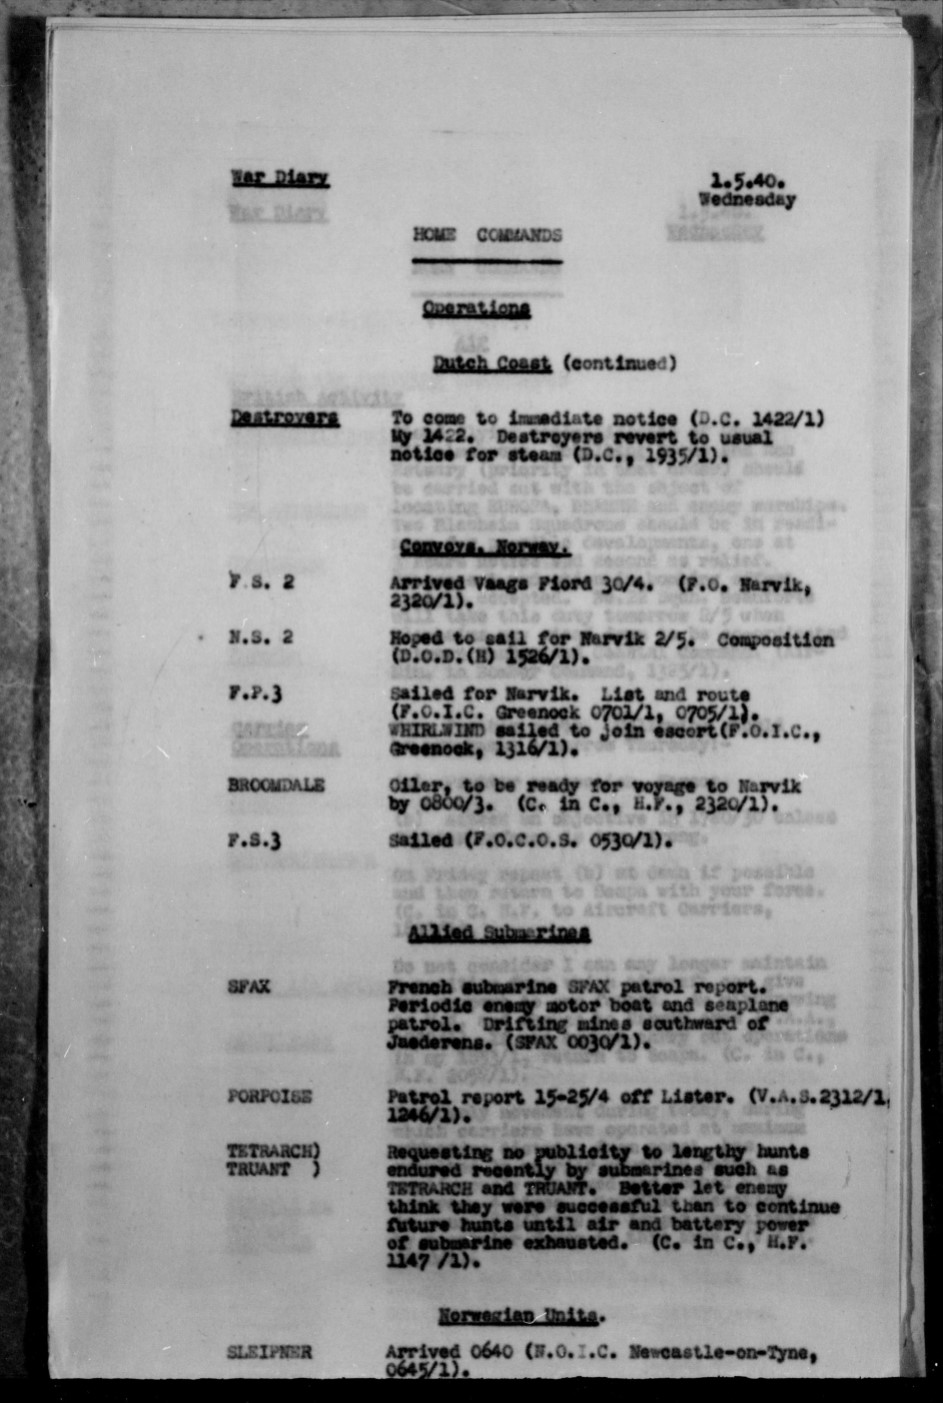 War Diary
1.5.40.
Wednesday
HOME COMMANDS
Operations
Dutch Coast (continued)
Destroyers To come to immediate notice (D.C. 1422/1)
My 1422. Destroyers revert to usual
notice for steam (D.C., 1935/1).
Convoys. Norway.
F.S. 2 Arrived Vaags Fiord 30/4. (F.O. Narvik,
2320/1).
N.S. 2 Hoped to sail for Narvik 2/5. Composition
(D.O.D.(H) 1526/1).
F.P.3 Sailed for Narvik. List and route
(F.O.I.C. Greenock 0701/1, 0705/1).
WHIRLWIND sailed to join escort(F.O.I.C.,
Greenock, 1316/1).
BROOMDALE Oiler, to be ready for voyage to Narvik
by 0800/3. (C. in C., H.F., 2320/1).
F.S.3 Sailed (F.O.C.O.S. 0530/1).
Allied Submarines
SFAX French submarine SFAX patrol report.
Periodic enemy motor boat and seaplane
patrol. Drifting mines southward of
Jaederens. (SFAX 0030/1).
PORPOISE Patrol report 15-25/4 off Lister. (V.A.S.2312/1,
1246/1).
TETRARCH) Requesting no publicity to lengthy hunts
TRUANT ) endured recently by submarines such as
TETRARCH and TRUANT. Better let enemy
think they were successful than to continue
future hunts until air and battery power
of submarine exhausted. (C. in C., H.F.
1147 /1).
Norwegian Units.
SLEIPNER Arrived 0640 (N.O.I.C. Newcastle-on-Tyne,
0645/1).